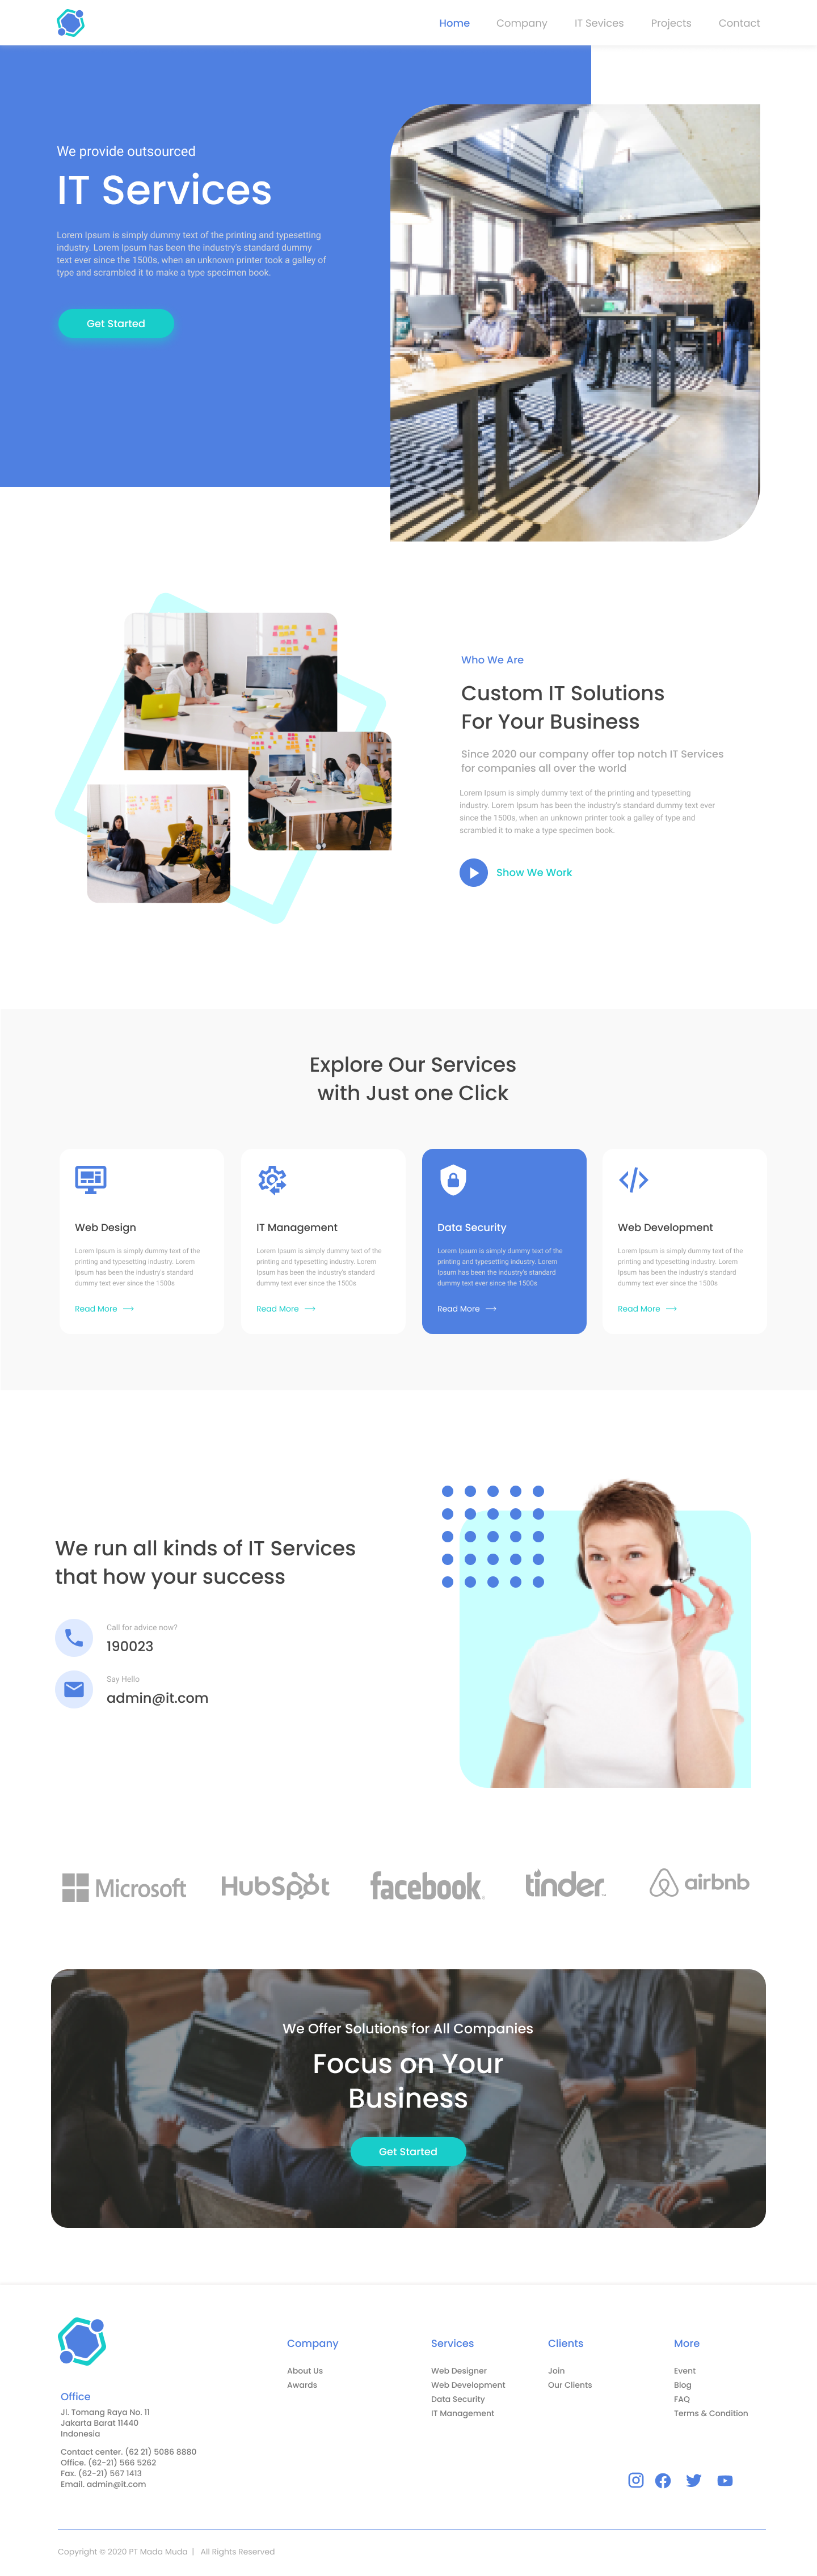 Home Company IT Sevices Projects Contact
We provide outsourced
IT Services
Lorem Ipsum is simply dummy text of the printing and typesetting
industry. Lorem Ipsum has been the industry's standard dummy
text ever since the 1500s, when an unknown printer took a galley of
type and scrambled it to make a type specimen book.
Get Started
Who We Are
Custom IT Solutions
For Your Business
Since 2020 our company offer top notch IT Services
for companies all over the world
Lorem Ipsum is simply dummy text of the printing and typesetting
industry. Lorem Ipsum has been the industry's standard dummy text ever
since the 1500s, when an unknown printer took a galley of type and
scrambled it to make a type specimen book.
Show We Work
Explore Our Services
with Just one Click
Web Design
Lorem Ipsum is simply dummy text of the
printing and typesetting industry. Lorem
Ipsum has been the industry's standard
dummy text ever since the 1500s
Read More
IT Management
Lorem Ipsum is simply dummy text of the
printing and typesetting industry. Lorem
Ipsum has been the industry's standard
dummy text ever since the 1500s
Read More
Data Security
Lorem Ipsum is simply dummy text of the
printing and typesetting industry. Lorem
Ipsum has been the industry's standard
dummy text ever since the 1500s
Read More
Web Development
Lorem Ipsum is simply dummy text of the
printing and typesetting industry. Lorem
Ipsum has been the industry's standard
dummy text ever since the 1500s
Read More
We run all kinds of IT Services
that how your success
Call for advice now?
190023
Say Hello
admin@it.com
Microsoft HubSpot facebook tinder airbnb
We Offer Solutions for All Companies
Focus on Your
Business
Get Started
Office
Jl. Tomang Raya No. 11
Jakarta Barat 11440
Indonesia
Contact center. (62 21) 5086 8880
Office. (62-21) 566 5262
Fax. (62-21) 567 1413
Email. admin@it.com
Company
About Us
Awards
Services
Web Designer
Web Development
Data Security
IT Management
Clients
Join
Our Clients
More
Event
Blog
FAQ
Terms & Condition
Copyright © 2020 PT Mada Muda | All Rights Reserved